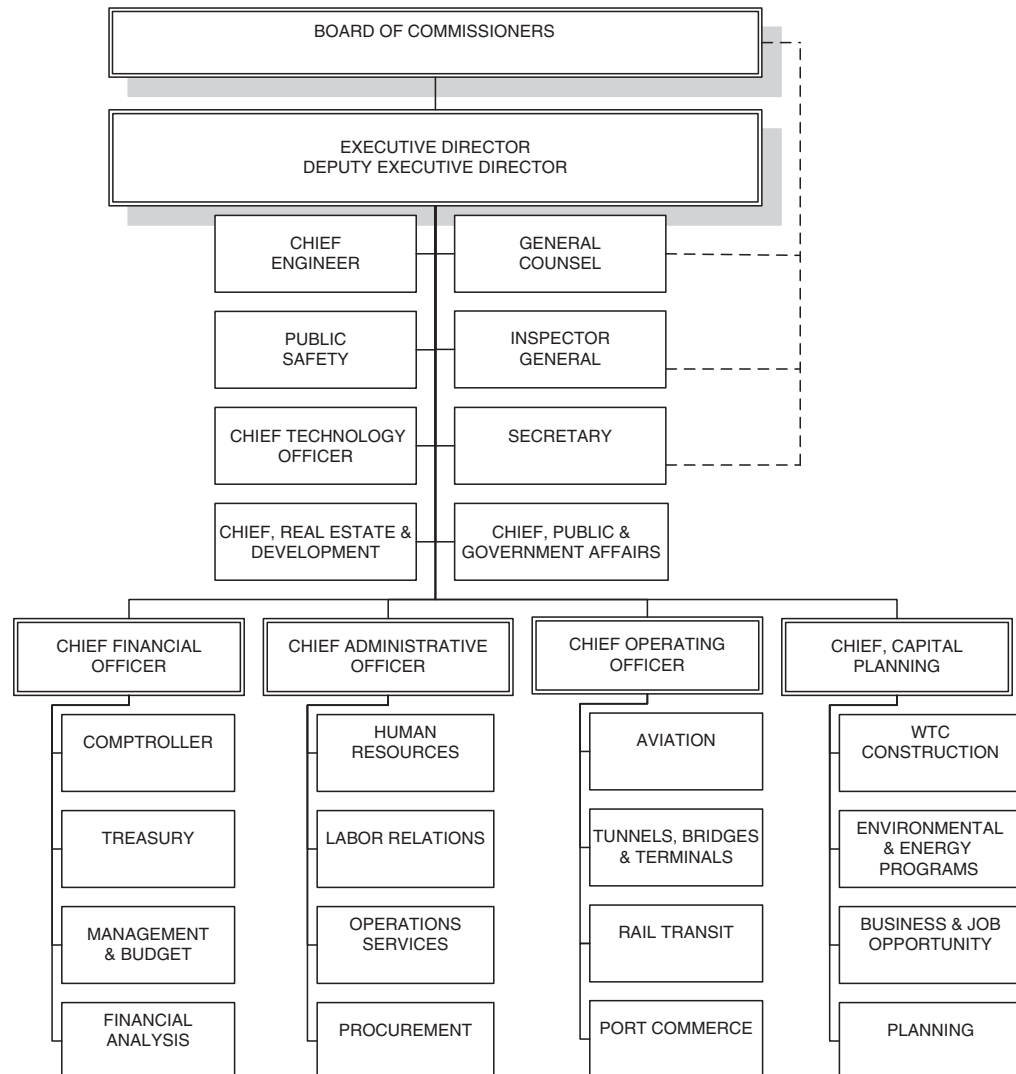 BOARD OF COMMISSIONERS
EXECUTIVE DIRECTOR
DEPUTY EXECUTIVE DIRECTOR
CHIEF
ENGINEER
GENERAL
COUNSEL
PUBLIC
SAFETY
INSPECTOR
GENERAL
CHIEF TECHNOLOGY
OFFICER
SECRETARY
CHIEF, REAL ESTATE &
DEVELOPMENT
CHIEF, PUBLIC &
GOVERNMENT AFFAIRS
CHIEF FINANCIAL
OFFICER
CHIEF ADMINISTRATIVE
OFFICER
CHIEF OPERATING
OFFICER
CHIEF, CAPITAL
PLANNING
COMPTROLLER
HUMAN
RESOURCES
AVIATION
WTC
CONSTRUCTION
TREASURY
LABOR RELATIONS
TUNNELS, BRIDGES
& TERMINALS
ENVIRONMENTAL
& ENERGY
PROGRAMS
MANAGEMENT
& BUDGET
OPERATIONS
SERVICES
RAIL TRANSIT
BUSINESS & JOB
OPPORTUNITY
FINANCIAL
ANALYSIS
PROCUREMENT
PORT COMMERCE
PLANNING